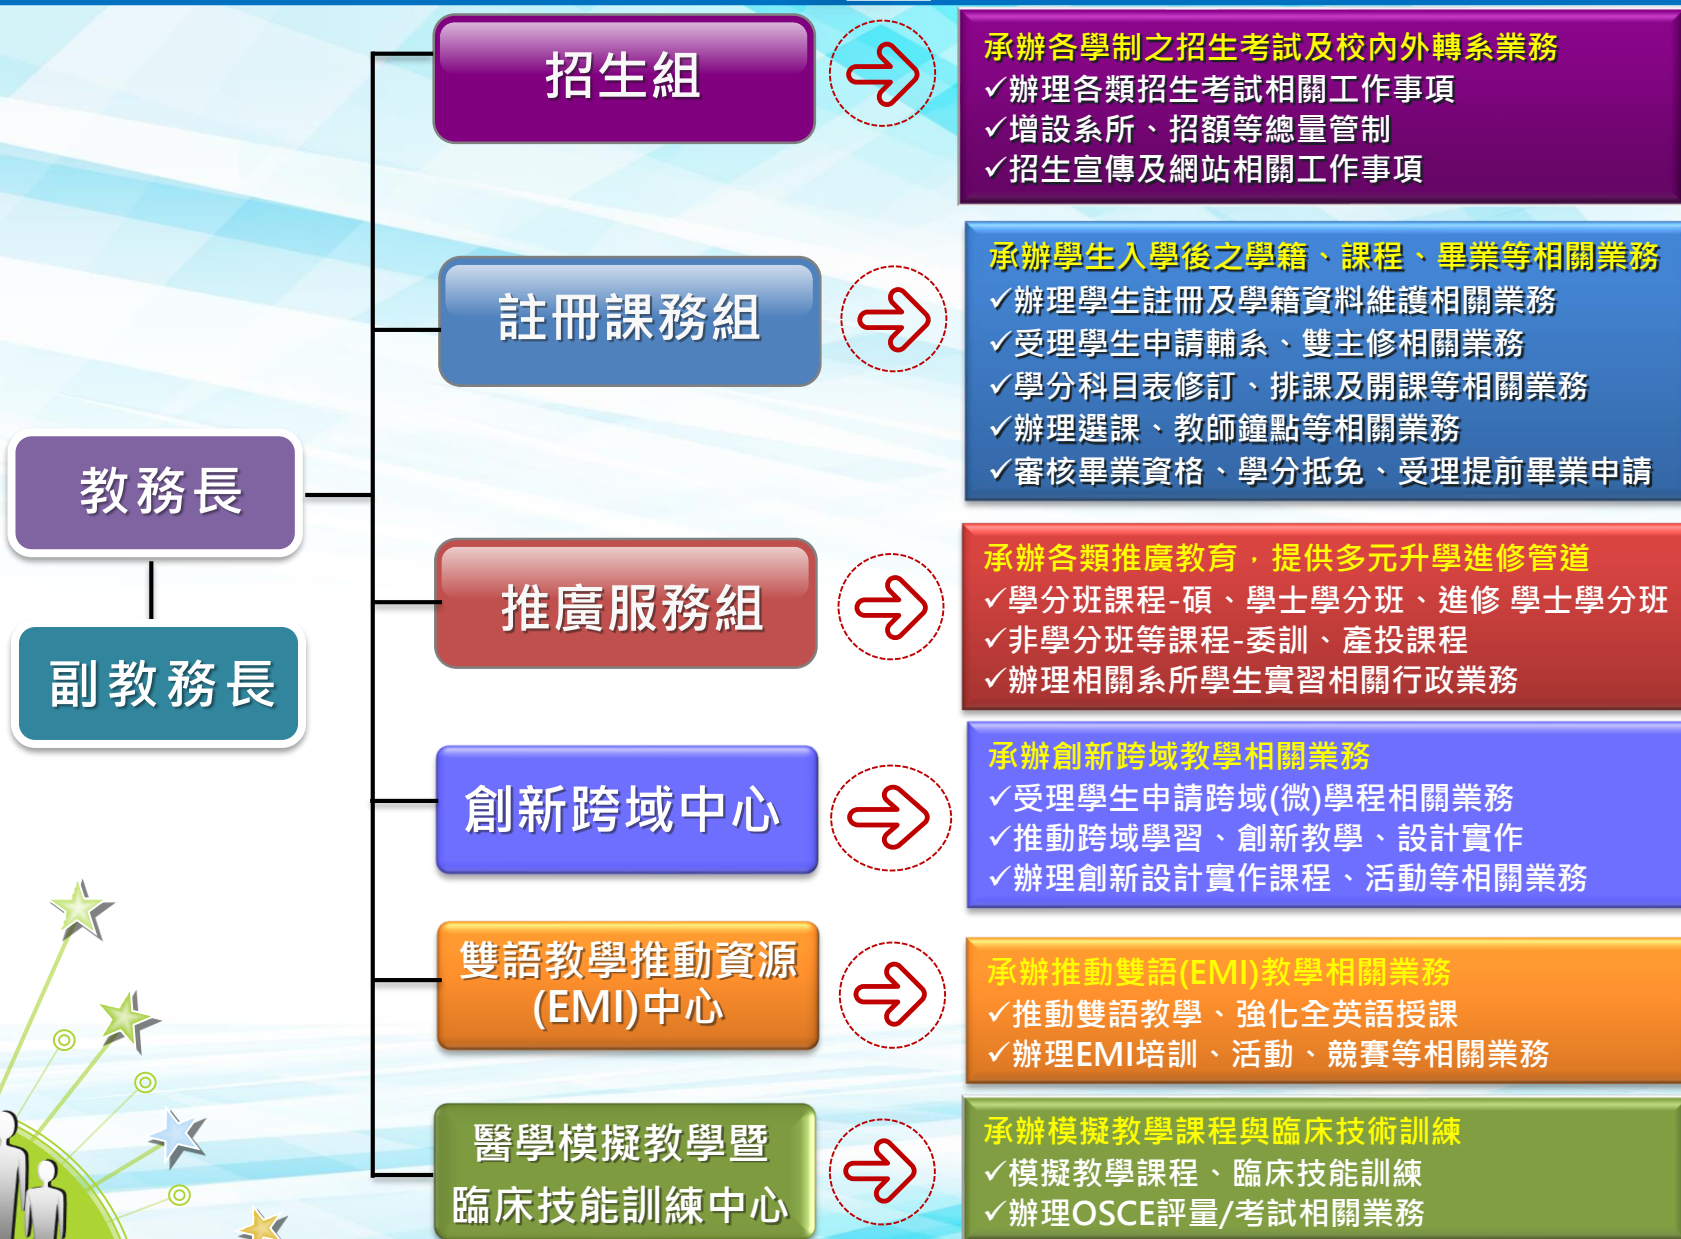 教務長
副教務長
招生組
承辦各學制之招生考試及校內外轉系業務
✓辦理各類招生考試相關工作事項
✓增設系所、招額等總量管制
✓招生宣傳及網站相關工作事項
註冊課務組
承辦學生入學後之學籍、課程、畢業等相關業務
✓辦理學生註冊及學籍資料維護相關業務
✓受理學生申請輔系、雙主修相關業務
✓學分科目表修訂、排課及開課等相關業務
✓辦理選課、教師鐘點等相關業務
✓審核畢業資格、學分抵免、受理提前畢業申請
推廣服務組
承辦各類推廣教育，提供多元升學進修管道
✓學分班課程-碩、學士學分班、進修 學士學分班
✓非學分班等課程-委訓、產投課程
✓辦理相關系所學生實習相關行政業務
創新跨域中心
承辦創新跨域教學相關業務
✓受理學生申請跨域(微)學程相關業務
✓推動跨域學習、創新教學、設計實作
✓辦理創新設計實作課程、活動等相關業務
雙語教學推動資源
(EMI)中心
承辦推動雙語(EMI)教學相關業務
✓推動雙語教學、強化全英語授課
✓辦理EMI培訓、活動、競賽等相關業務
醫學模擬教學暨
臨床技能訓練中心
承辦模擬教學課程與臨床技術訓練
✓模擬教學課程、臨床技能訓練
✓辦理OSCE評量/考試相關業務